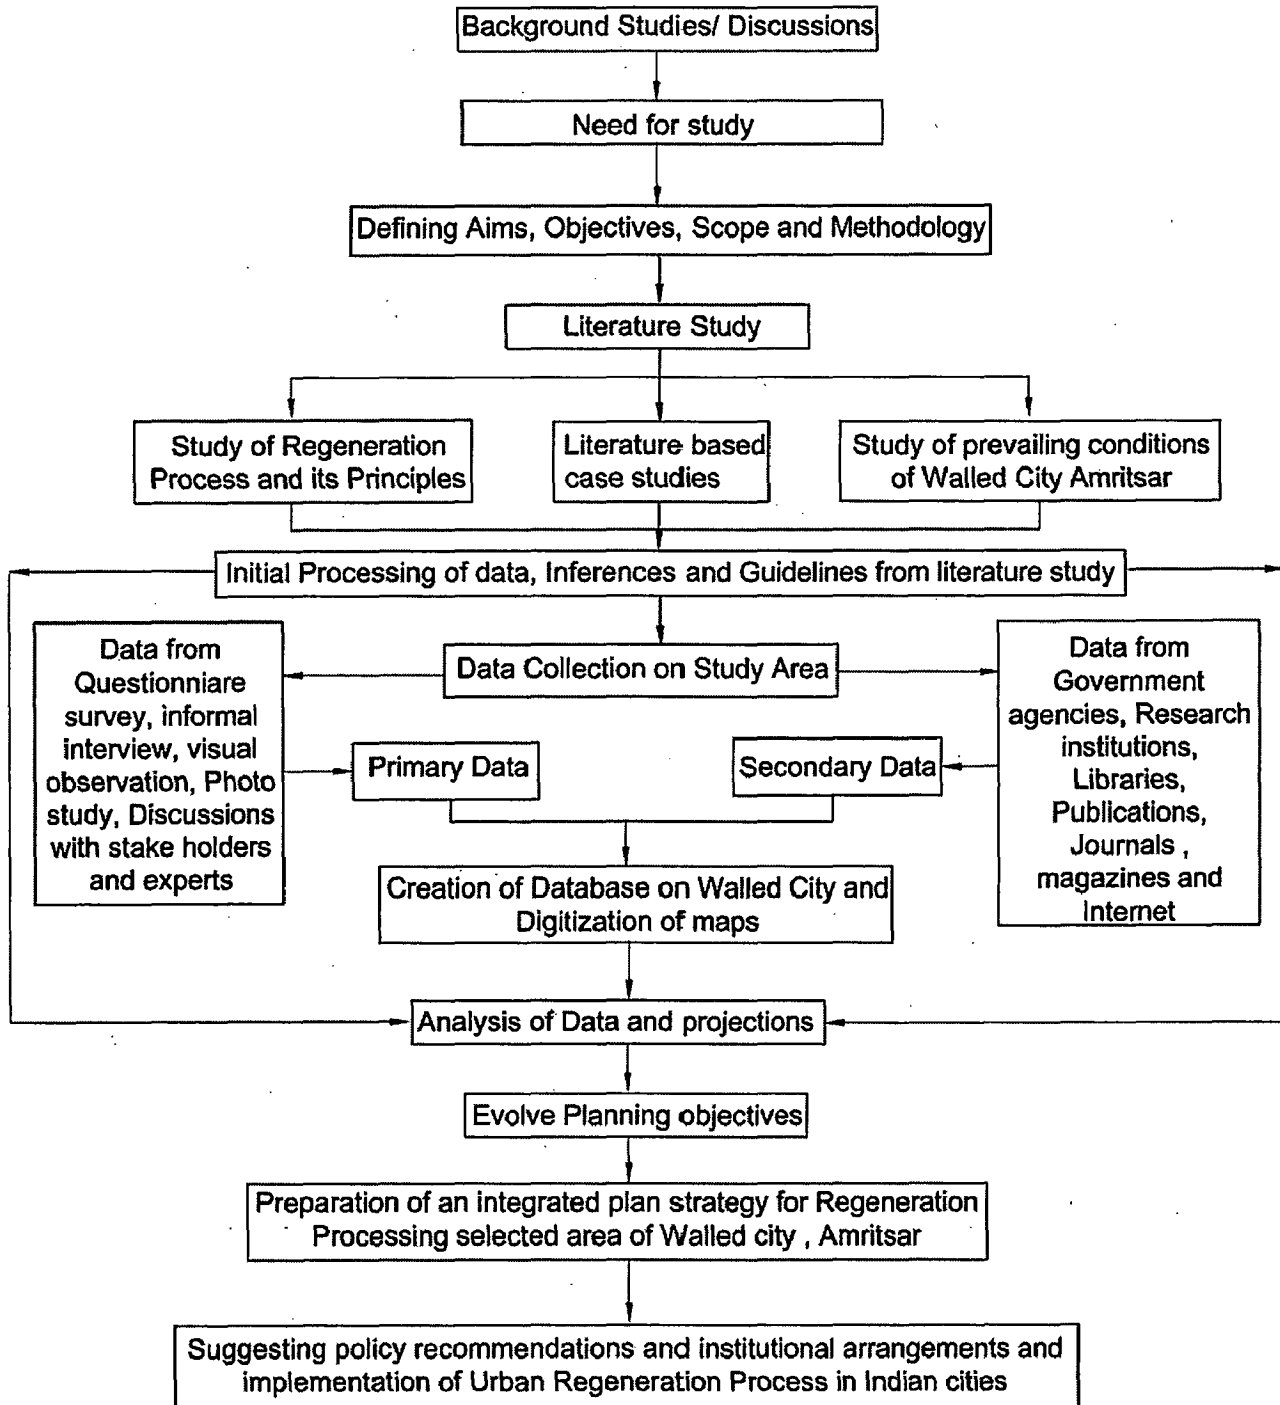 Background Studies/ Discussions
Need for study
Defining Aims, Objectives, Scope and Methodology
Literature Study
Study of Regeneration
Process and its Principles
Literature based
case studies
Study of prevailing conditions
of Walled City Amritsar
Initial Processing of data, Inferences and Guidelines from literature study
Data from
Questionniare
survey, informal
interview, visual
observation, Photo
study, Discussions
with stake holders
and experts
Data Collection on Study Area
Data from
Government
agencies, Research
institutions,
Libraries,
Publications,
Journals ,
magazines and
Internet
Primary Data
Secondary Data
Creation of Database on Walled City and
Digitization of maps
Analysis of Data and projections
Evolve Planning objectives
Preparation of an integrated plan strategy for Regeneration
Processing selected area of Walled city , Amritsar
Suggesting policy recommendations and institutional arrangements and
implementation of Urban Regeneration Process in Indian cities